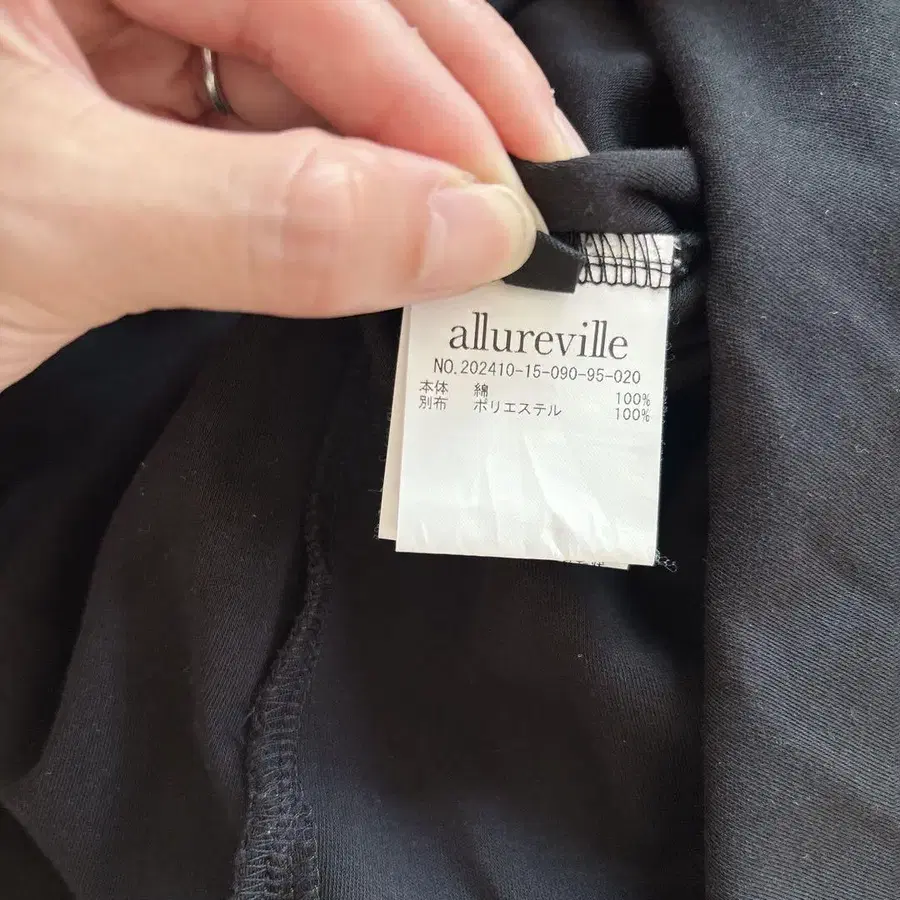 allureville
NO.202410-15-090-95-020
本体 綿 100%
別布 ポリエステル 100%